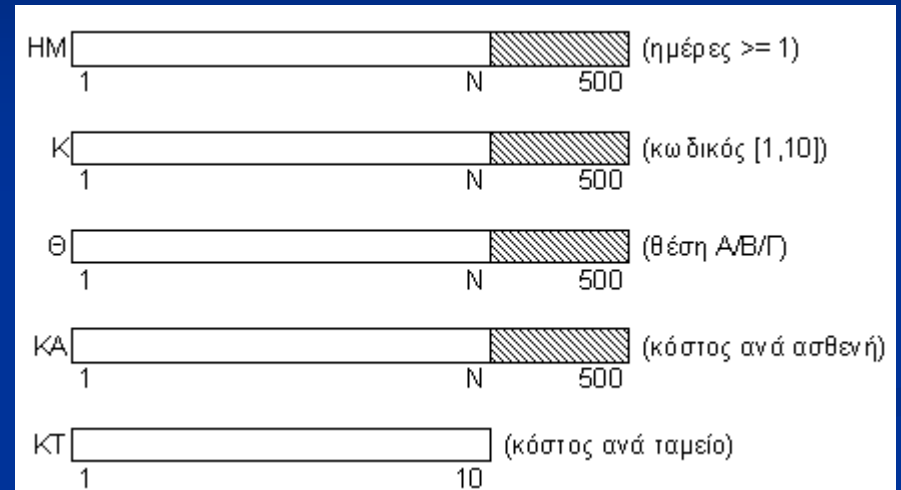 ΗΜ (ημέρες >= 1)
1 Ν 500
Κ (κωδικός [1,10])
1 Ν 500
Θ (θέση Α/Β/Γ)
1 Ν 500
ΚΑ (κόστος ανά ασθενή)
1 Ν 500
ΚΤ (κόστος ανά ταμείο)
1 10